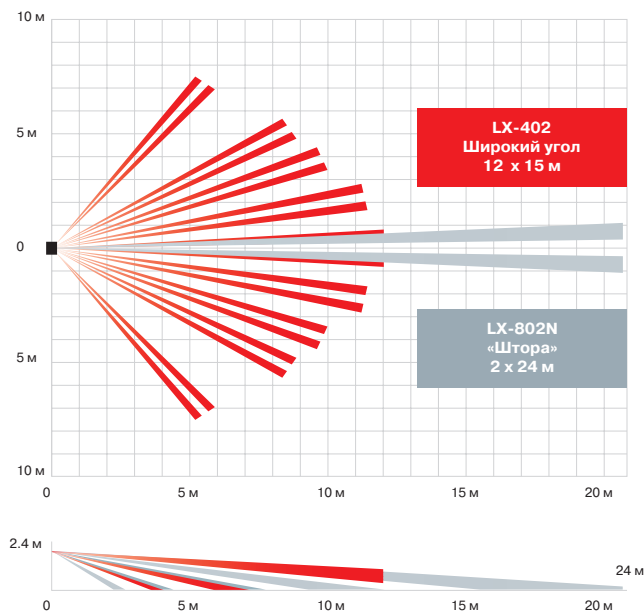 10 м
5 м
0
5 м
10 м
LX-402
Широкий угол
12 x 15 м
LX-802N
«Штора»
2 x 24 м
0
5 м
10 м
15 м
20 м
2.4 м
24 м
0
5 м
10 м
15 м
20 м